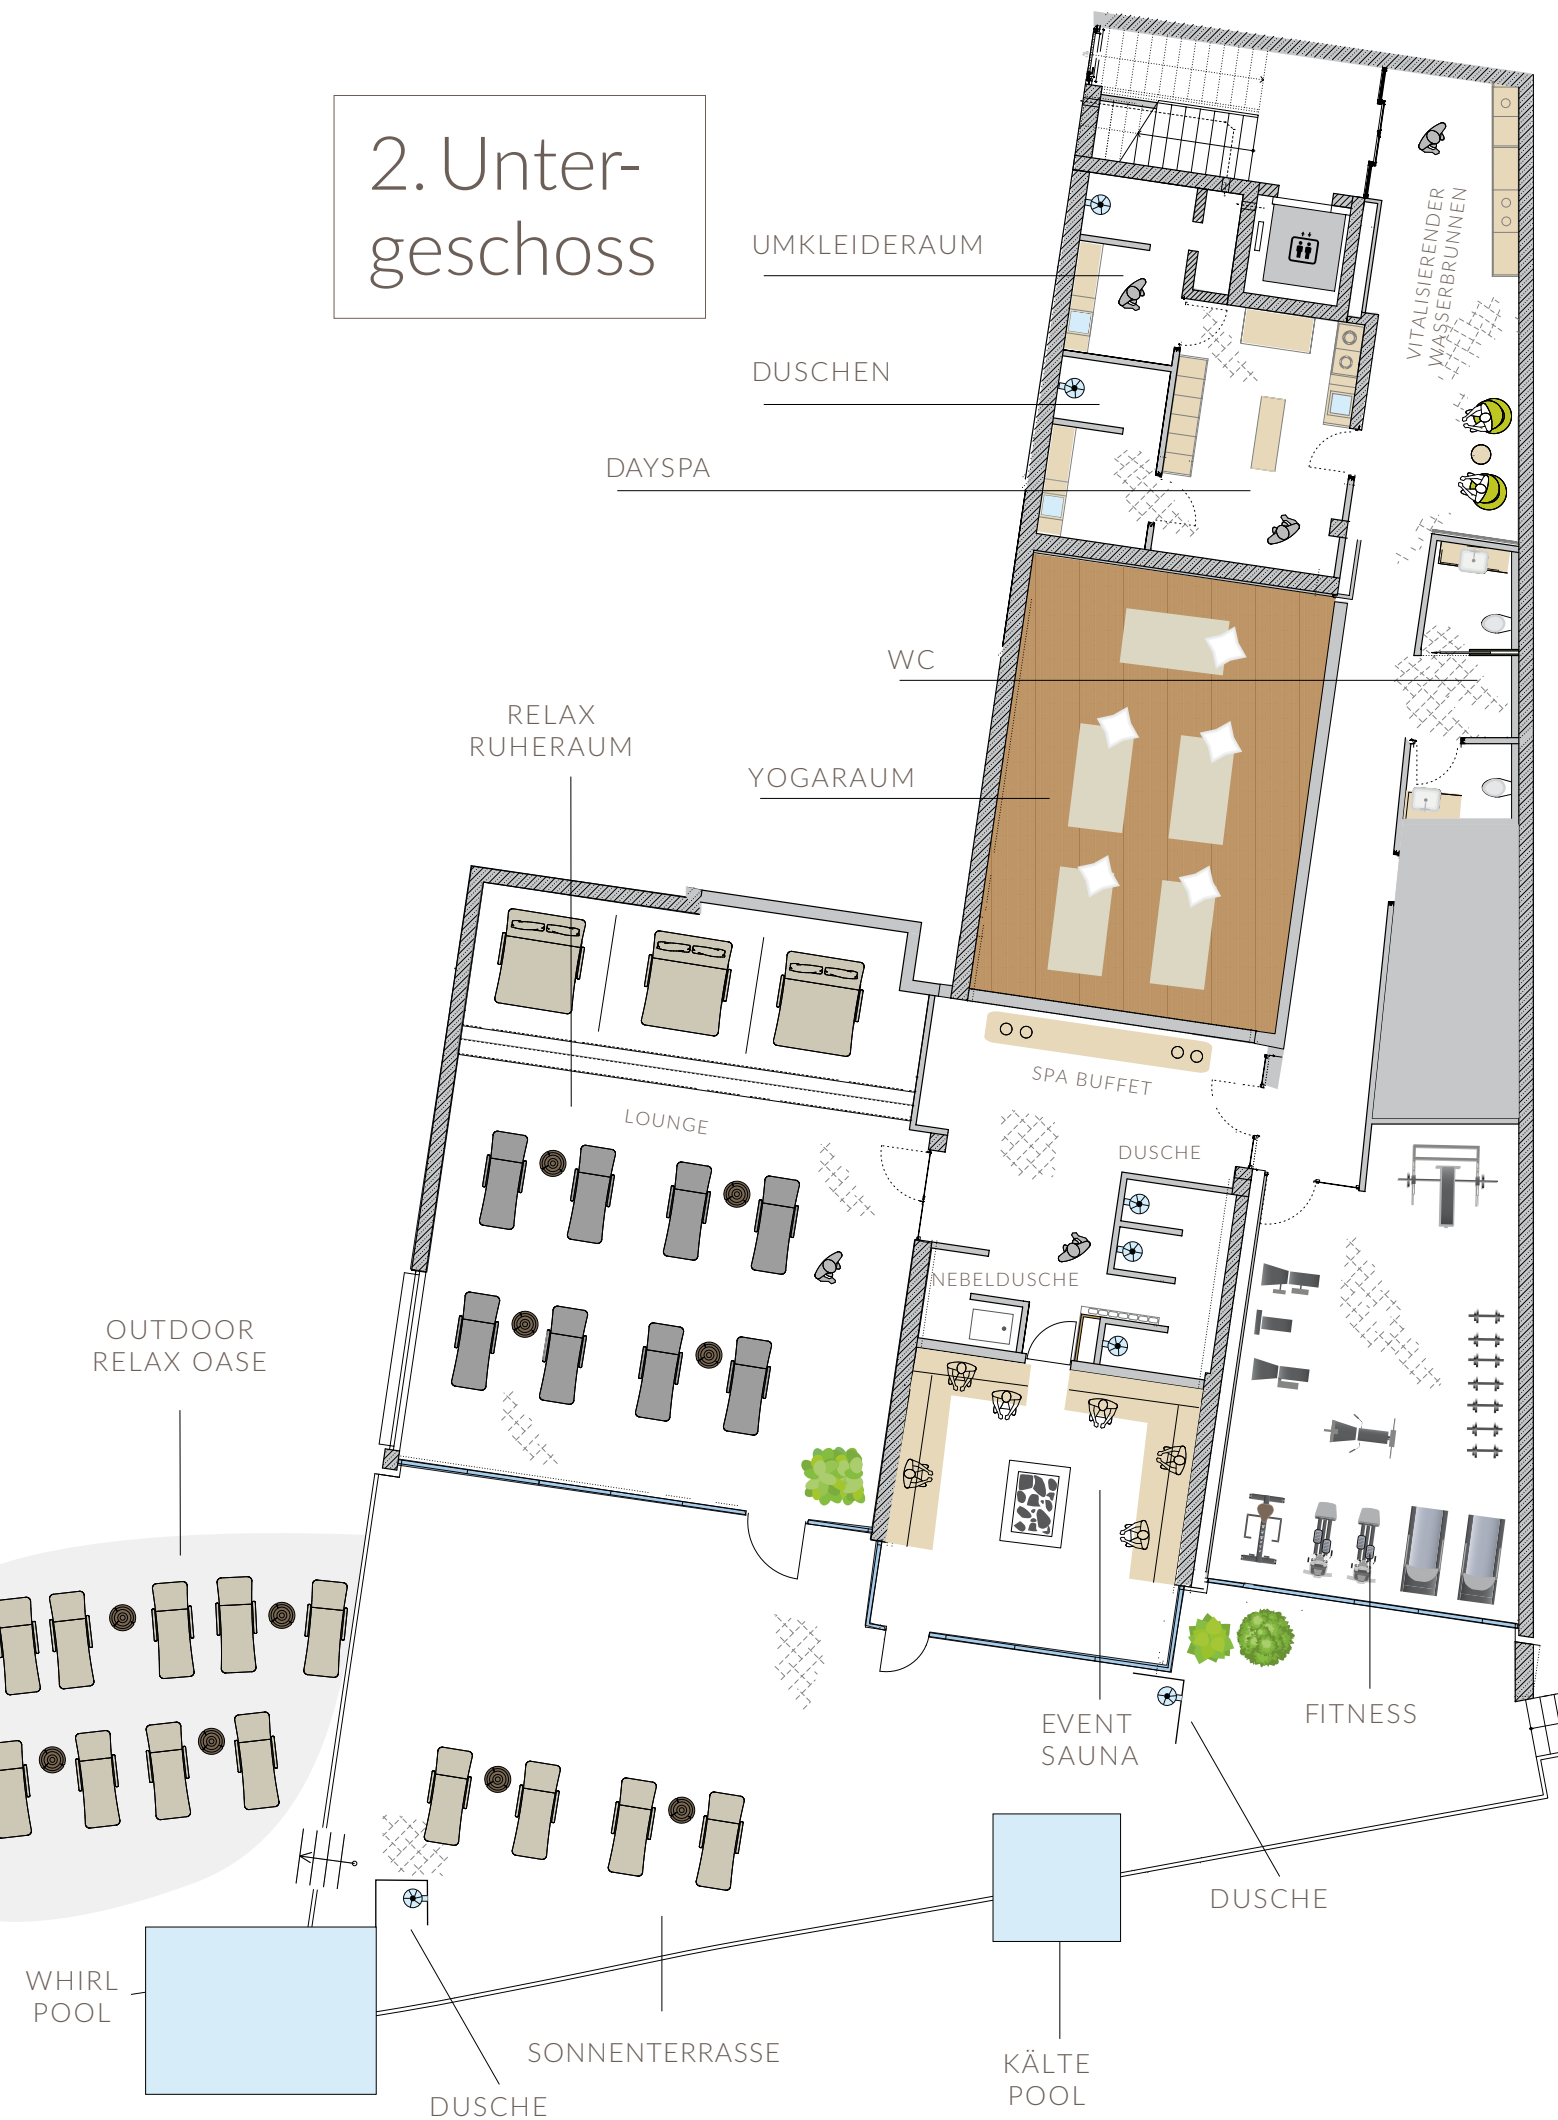 2. Unter-
geschoss
UMKLEIDERAUM
VITALISIERENDER
WASSERBRUNNEN
DUSCHEN
DAYSPA
WC
RELAX
RUHERAUM
YOGARAUM
SPA BUFFET
LOUNGE
DUSCHE
NEBELDUSCHE
OUTDOOR
RELAX OASE
EVENT
SAUNA
FITNESS
DUSCHE
WHIRL
POOL
SONNENTERRASSE
KÄLTE
POOL
DUSCHE